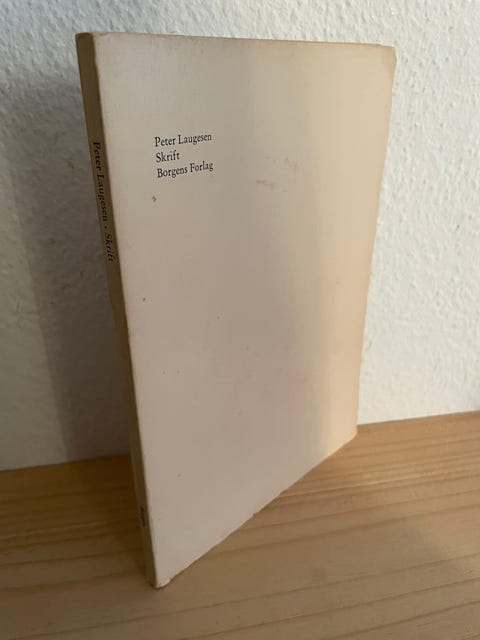 Peter Laugesen
Skrift
Borgens Forlag
Peter Laugesen · Skrift